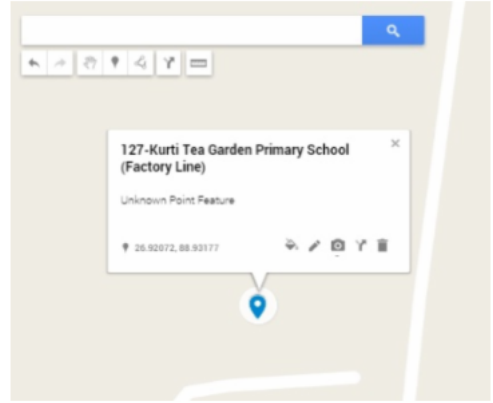 127-Kurti Tea Garden Primary School
(Factory Line)
Unknown Point Feature
26.92072, 88.93177